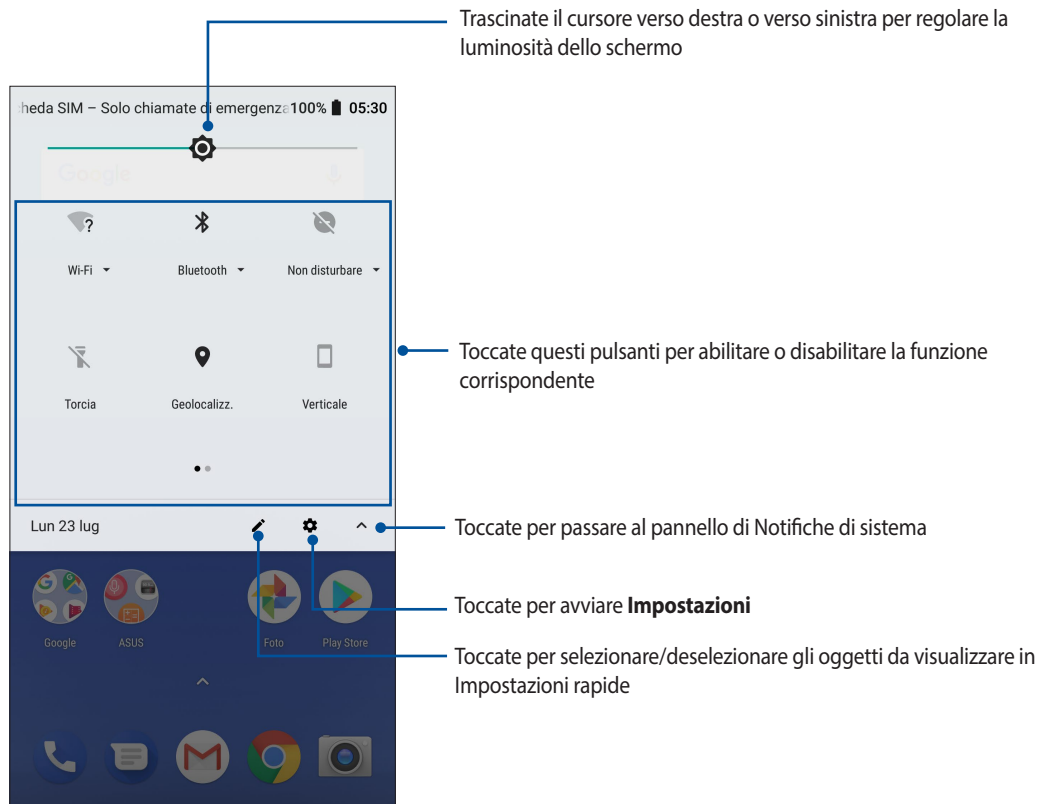 Trascinate il cursore verso destra o verso sinistra per regolare la
luminosità dello schermo
heda SIM – Solo chiamate di emergenza 100% 05:30
Google
?
Wi-Fi Bluetooth Non disturbare
Toccate questi pulsanti per abilitare o disabilitare la funzione
corrispondente
Torcia Geolocalizz. Verticale
Lun 23 lug
Toccate per passare al pannello di Notifiche di sistema
Toccate per avviare Impostazioni
Google ASUS Foto Play Store
Toccate per selezionare/deselezionare gli oggetti da visualizzare in
Impostazioni rapide